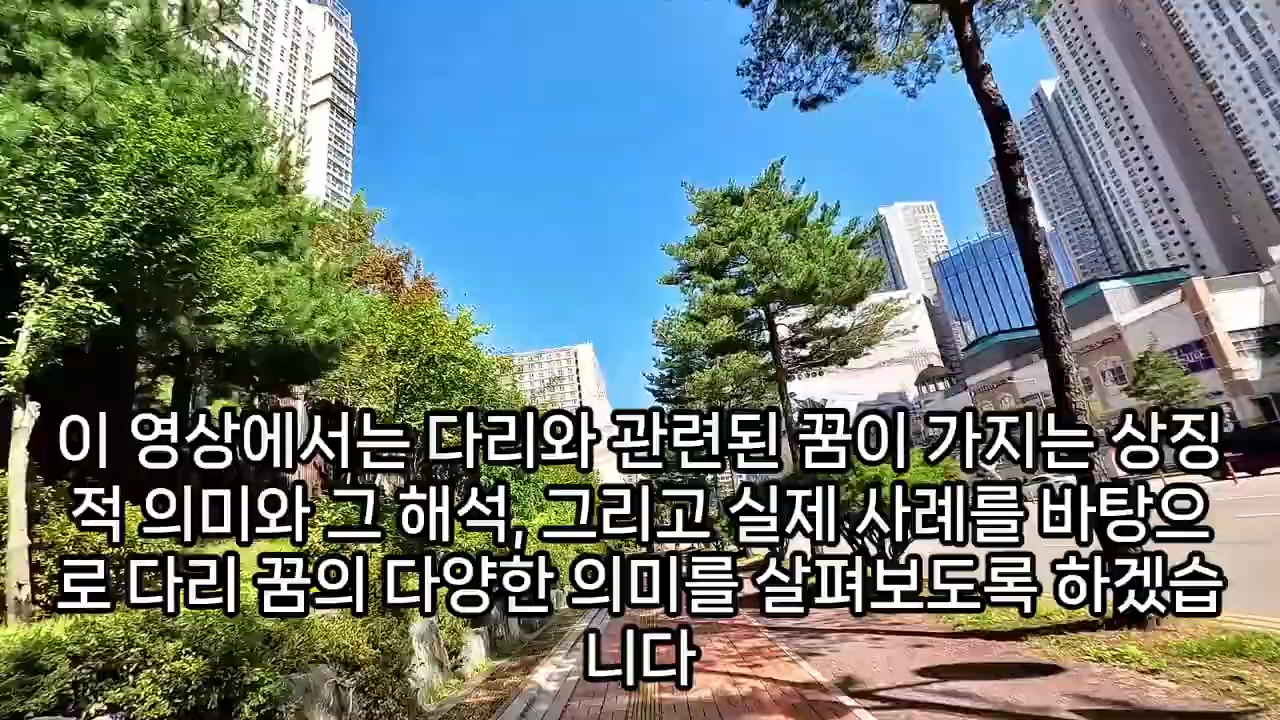 이 영상에서는 다리와 관련된 꿈이 가지는 상징
적 의미와 그 해석, 그리고 실제 사례를 바탕으
로 다리 꿈의 다양한 의미를 살펴보도록 하겠습
니다